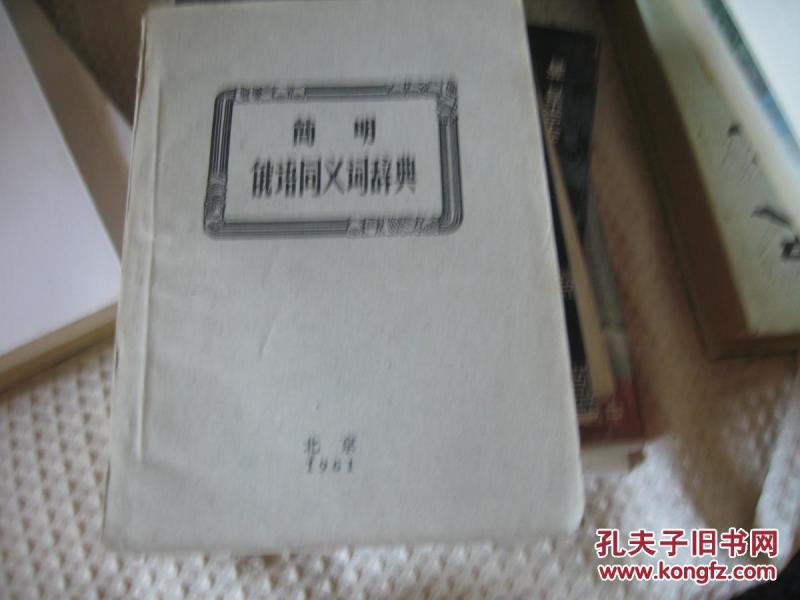 簡 明
俄语同义词辞典
北 京
1961
孔夫子旧书网
www.kongfz.com